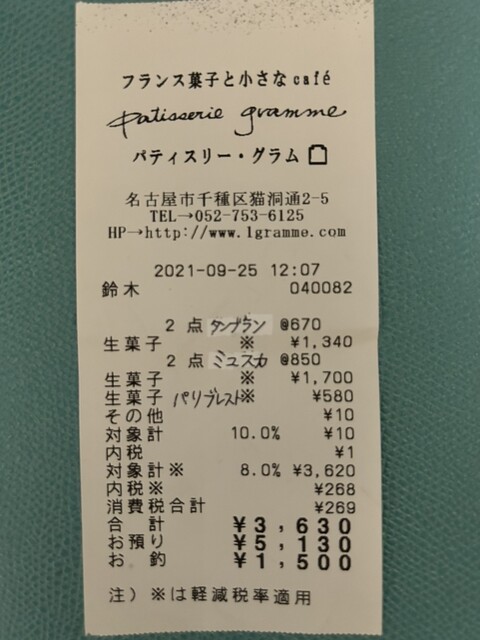 フランス菓子と小さなcafé
patisserie gramme
パティスリー・グラム
名古屋市千種区猫洞通2-5
TEL→052-753-6125
HP→http://www.1gramme.com
2021-09-25 12:07
鈴木 040082
2点 タンブラン @670
生菓子 ※ ¥1,340
2点 ミュスカ @850
生菓子 ※ ¥1,700
生菓子 パリブレスト※ ¥580
その他 ¥10
対象計 10.0% ¥10
内税 ¥1
対象計※ 8.0% ¥3,620
内税※ ¥268
消費税合計 ¥269
合計 ¥3,630
お預り ¥5,130
お釣 ¥1,500
注)※は軽減税率適用